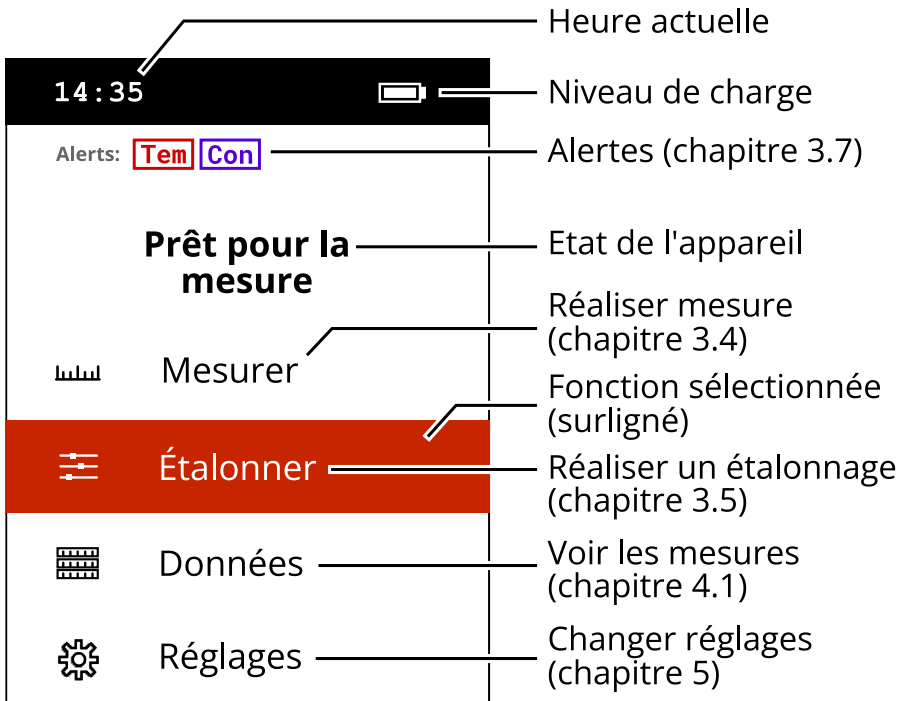 Heure actuelle
14:35
Niveau de charge
Alerts: Tem Con
Alertes (chapitre 3.7)
Prêt pour la
mesure
Etat de l'appareil
Mesurer
Réaliser mesure
(chapitre 3.4)
Fonction sélectionnée
(surligné)
Étalonner
Réaliser un étalonnage
(chapitre 3.5)
Données
Voir les mesures
(chapitre 4.1)
Réglages
Changer réglages
(chapitre 5)